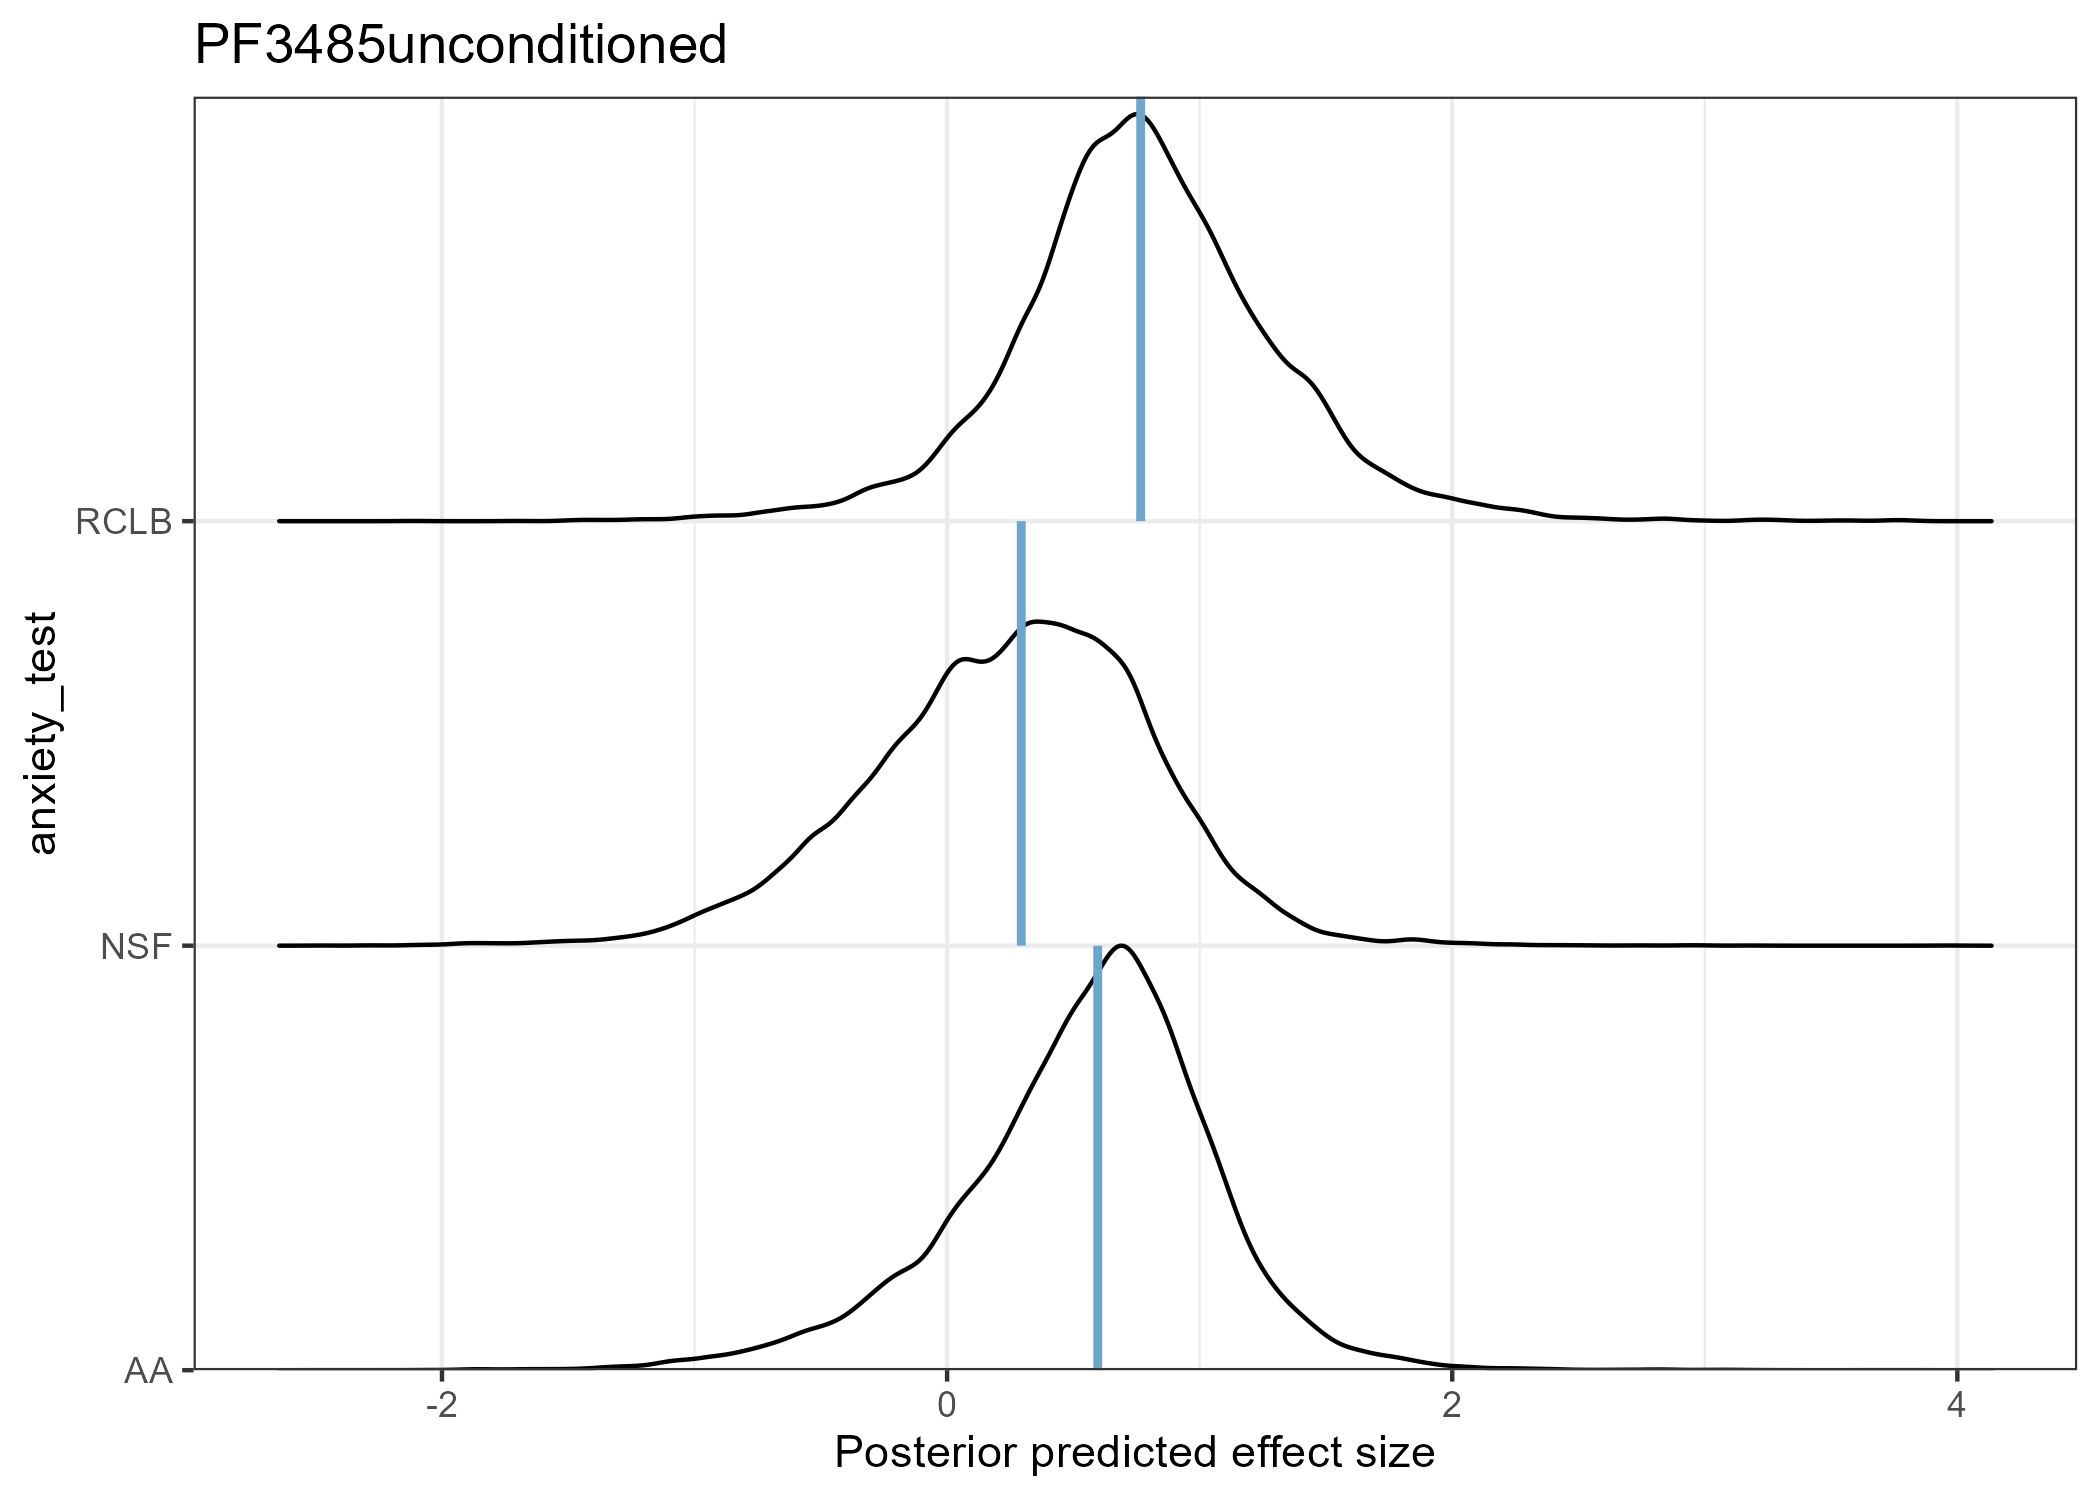 PF3485unconditioned
anxiety_test
RCLB
NSF
AA
-2 0 2 4
Posterior predicted effect size